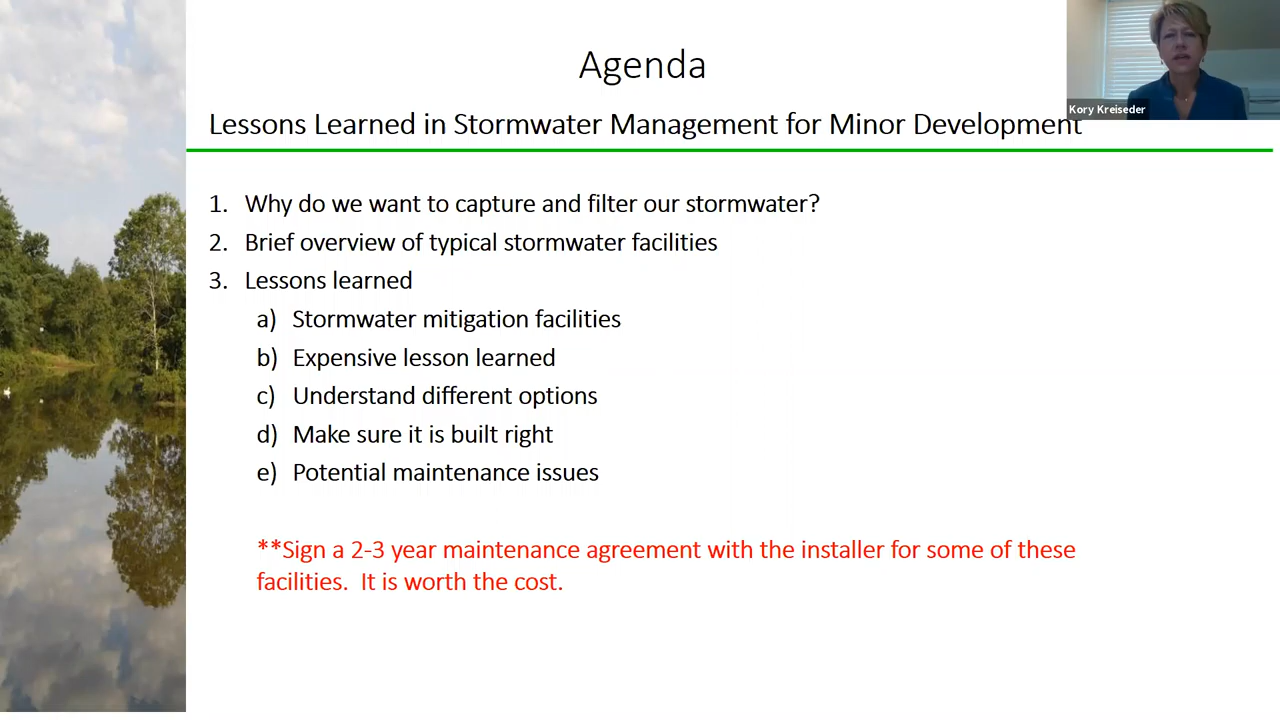 Agenda
Kory Kreiseder
Lessons Learned in Stormwater Management for Minor Development
1. Why do we want to capture and filter our stormwater?
2. Brief overview of typical stormwater facilities
3. Lessons learned
a) Stormwater mitigation facilities
b) Expensive lesson learned
c) Understand different options
d) Make sure it is built right
e) Potential maintenance issues
**Sign a 2-3 year maintenance agreement with the installer for some of these
facilities. It is worth the cost.